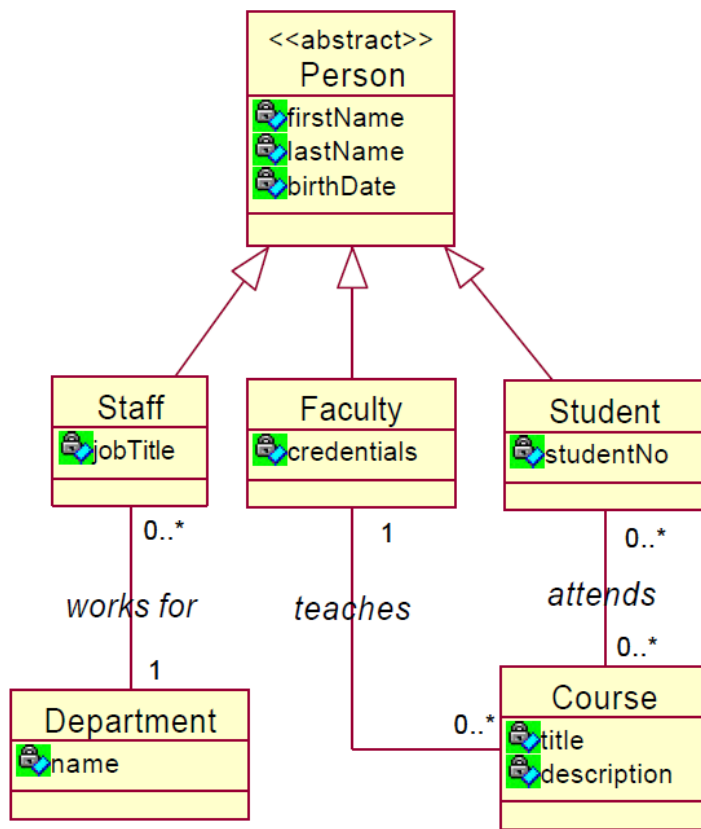 <<abstract>>
Person
firstName
lastName
birthDate
Staff
jobTitle
Faculty
credentials
Student
studentNo
0..*
1
0..*
works for
teaches
attends
1
0..*
0..*
Department
name
Course
title
description